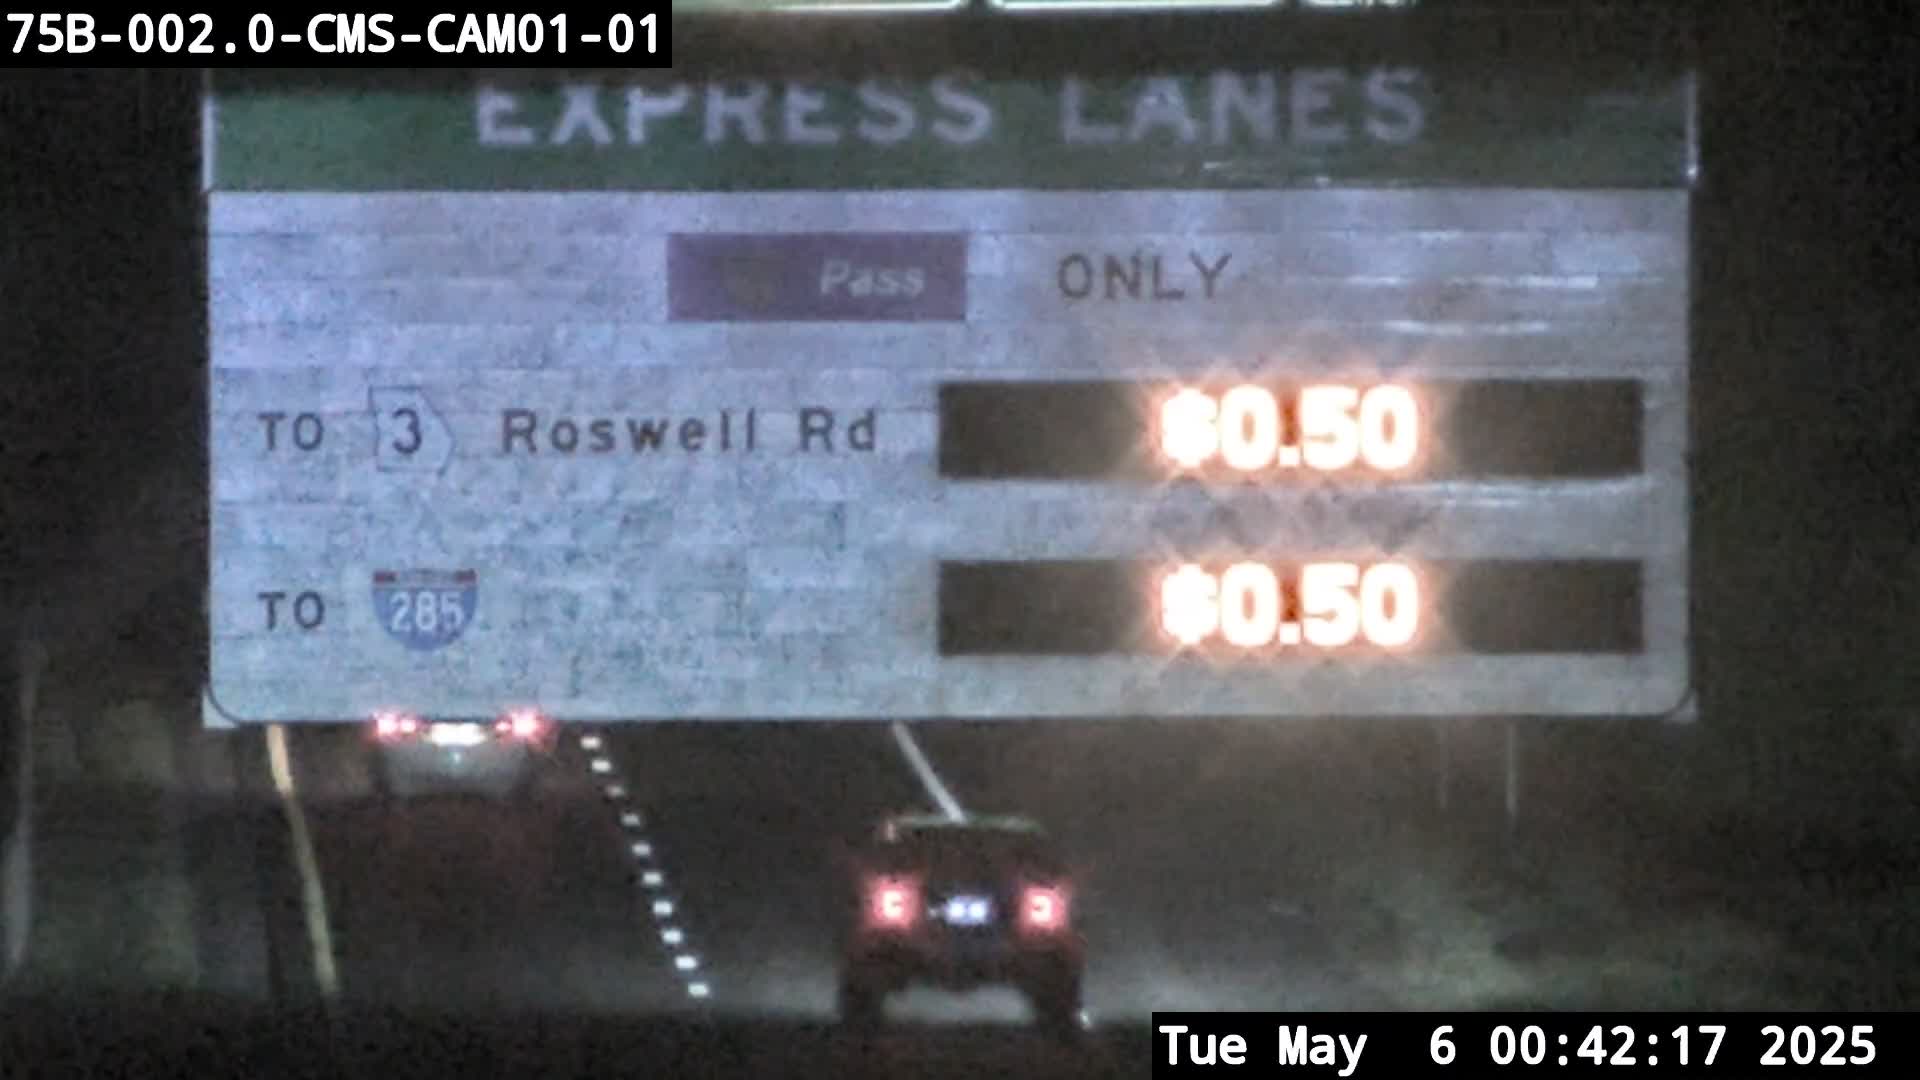 75B-002.0-CMS-CAM01-01
EXPRESS LANES
Pass ONLY
TO 3 Roswell Rd $0.50
TO 285 $0.50
Tue May 6 00:42:17 2025